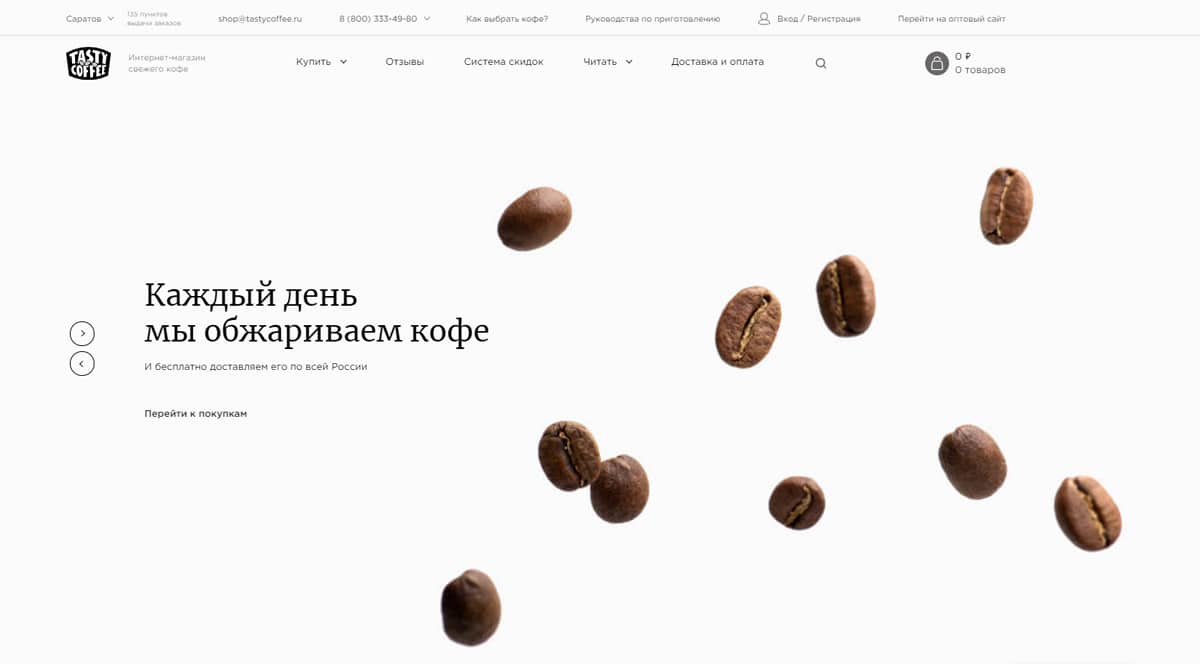 Саратов
135 пунктов
выдачи заказов
shop@tastycoffee.ru
8 (800) 333-49-80
Как выбрать кофе?
Руководства по приготовлению
Вход / Регистрация
Перейти на оптовый сайт
TASTY
COFFEE
Интернет-магазин
свежего кофе
Купить
Отзывы
Система скидок
Читать
Доставка и оплата
0 ₽
0 товаров
Каждый день
мы обжариваем кофе
И бесплатно доставляем его по всей России
Перейти к покупкам